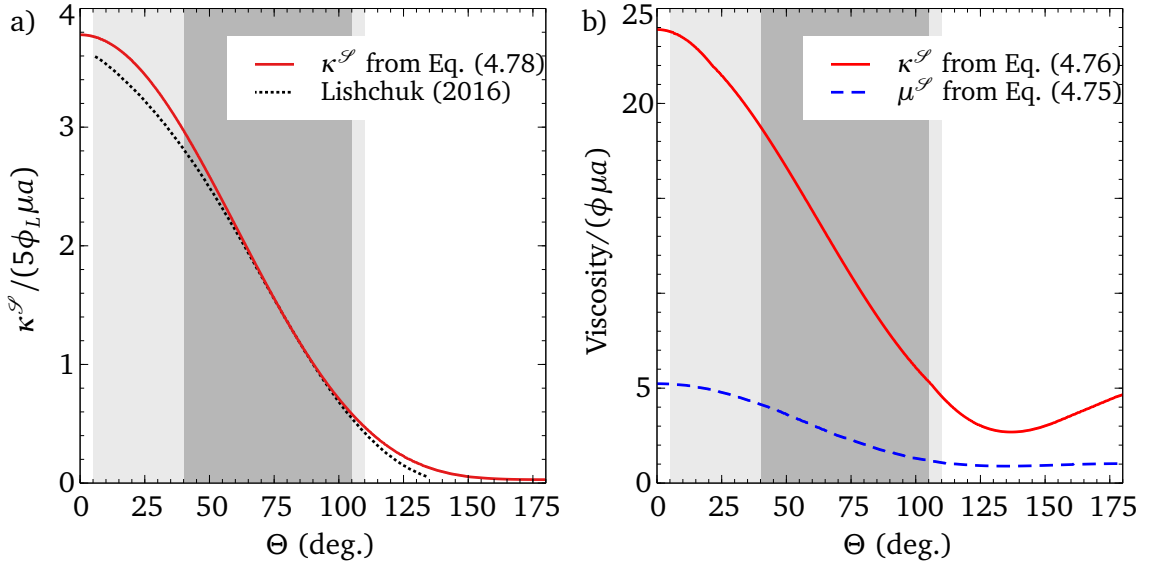 a)
4
3
2
1
0
κ^𝒮/(5ϕ_L μa)
κ^𝒮 from Eq. (4.78)
Lishchuk (2016)
0 25 50 75 100 125 150 175
Θ (deg.)
b)
25
20
5
0
Viscosity/(ϕ μa)
κ^𝒮 from Eq. (4.76)
μ^𝒮 from Eq. (4.75)
0 25 50 75 100 125 150 175
Θ (deg.)